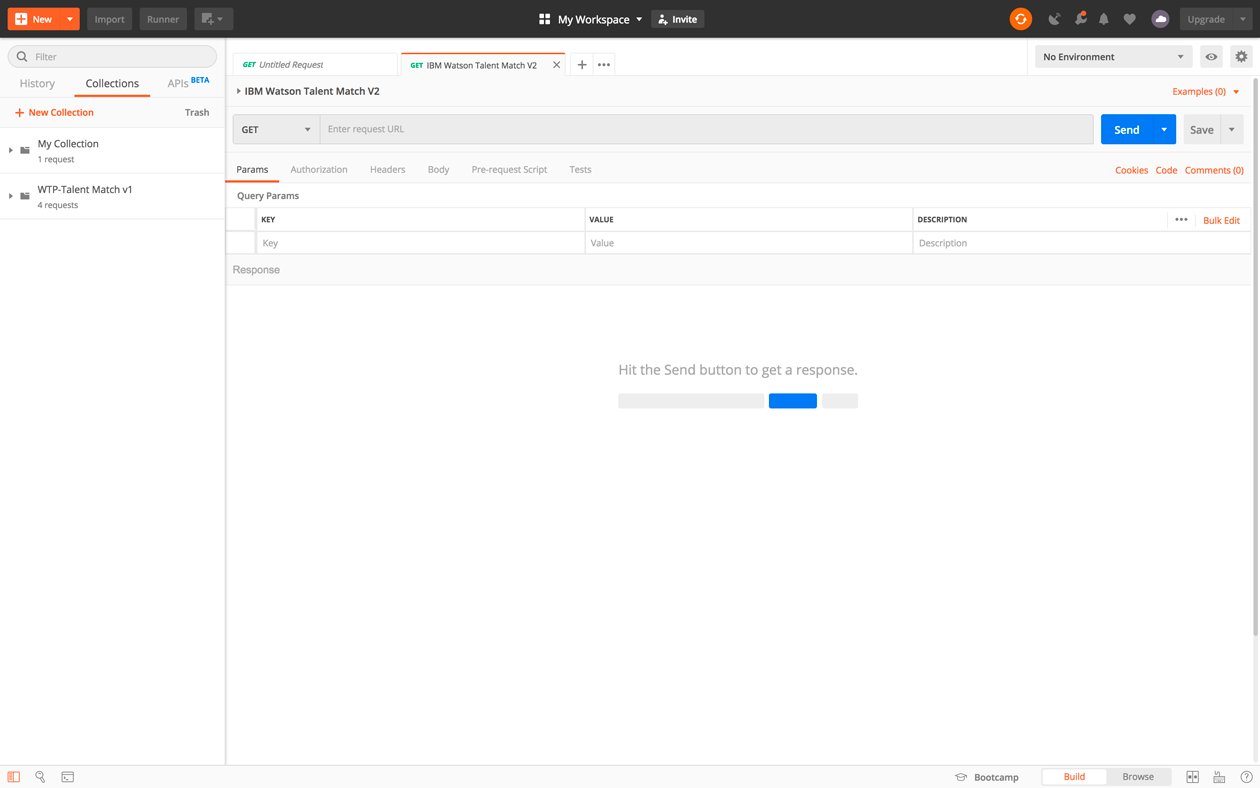 New
Import
Runner
My Workspace
Invite
Upgrade
Filter
History
Collections
APIs BETA
New Collection
Trash
My Collection
1 request
WTP-Talent Match v1
4 requests
GET Untitled Request
GET IBM Watson Talent Match V2
No Environment
IBM Watson Talent Match V2
Examples (0)
GET
Enter request URL
Send
Save
Params
Authorization
Headers
Body
Pre-request Script
Tests
Cookies
Code
Comments (0)
Query Params
KEY
VALUE
DESCRIPTION
Bulk Edit
Key
Value
Description
Response
Hit the Send button to get a response.
Bootcamp
Build
Browse